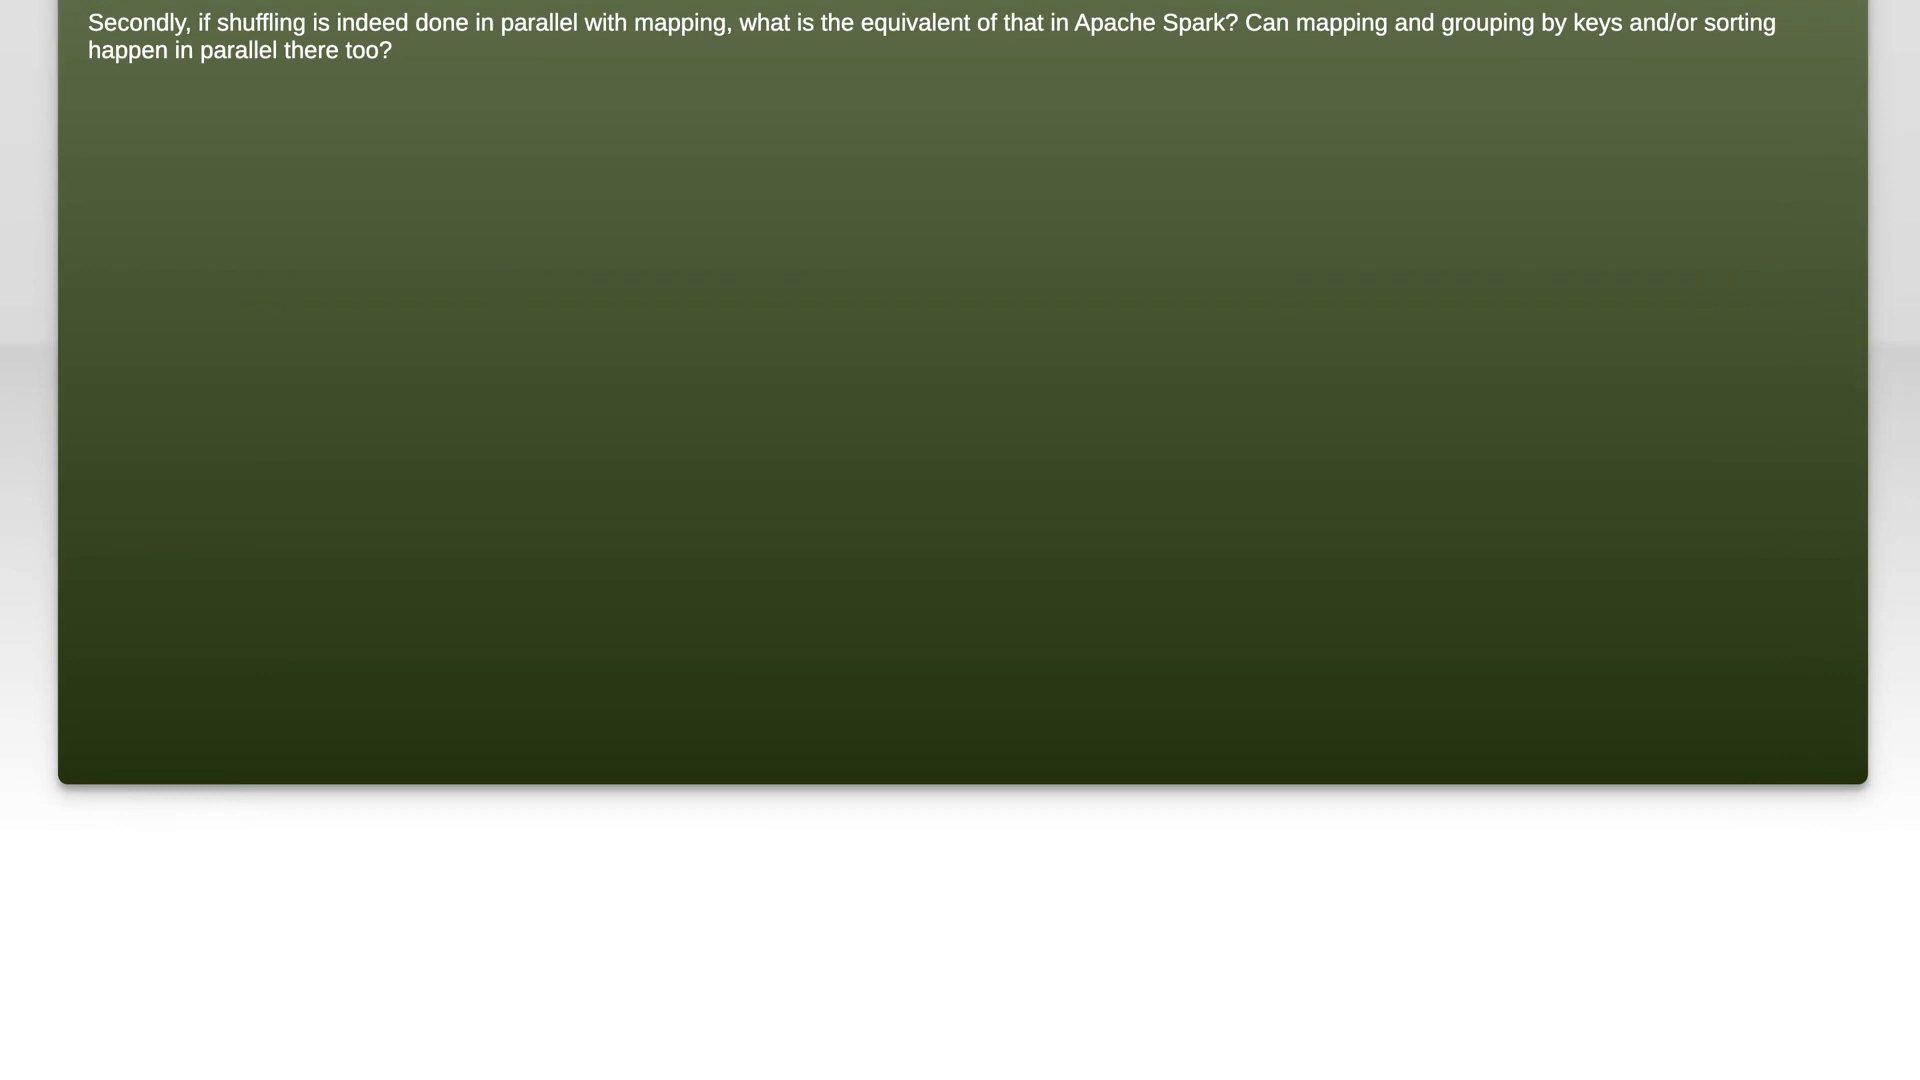 Secondly, if shuffling is indeed done in parallel with mapping, what is the equivalent of that in Apache Spark? Can mapping and grouping by keys and/or sorting
happen in parallel there too?